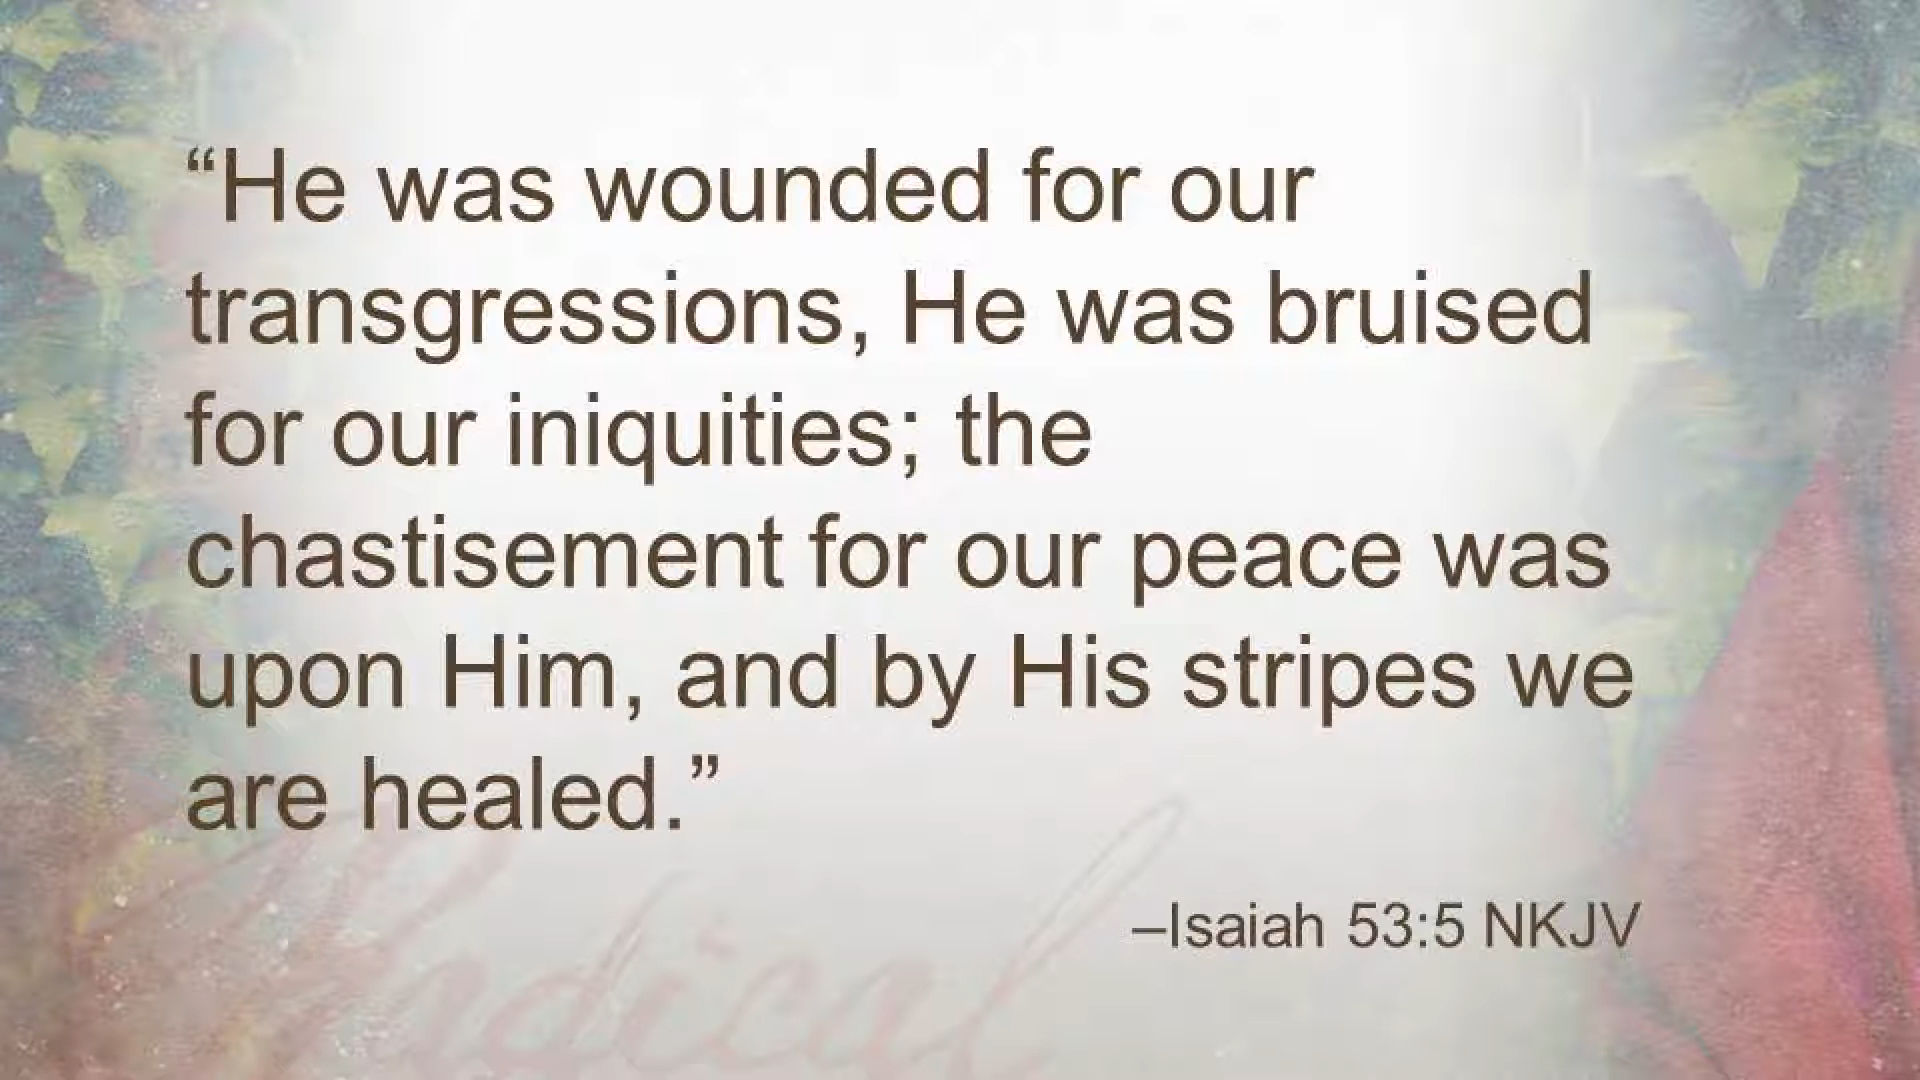 “He was wounded for our
transgressions, He was bruised
for our iniquities; the
chastisement for our peace was
upon Him, and by His stripes we
are healed.”
–Isaiah 53:5 NKJV